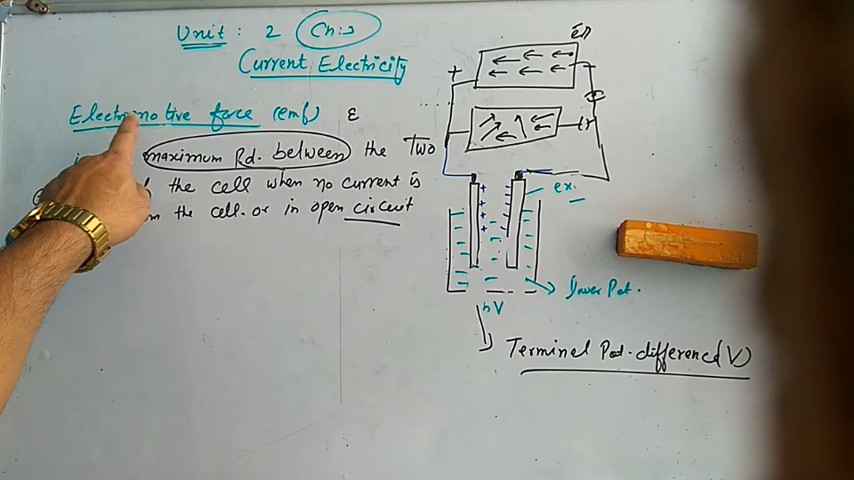 Unit : 2 Ch:-3
Current Electricity
Electromotive force (emf) ε
maximum Pd. between the Two
the cell when no current is
the cell. or in open circuit
+
ex.
Lower Pot.
Terminal Pot. difference (V)